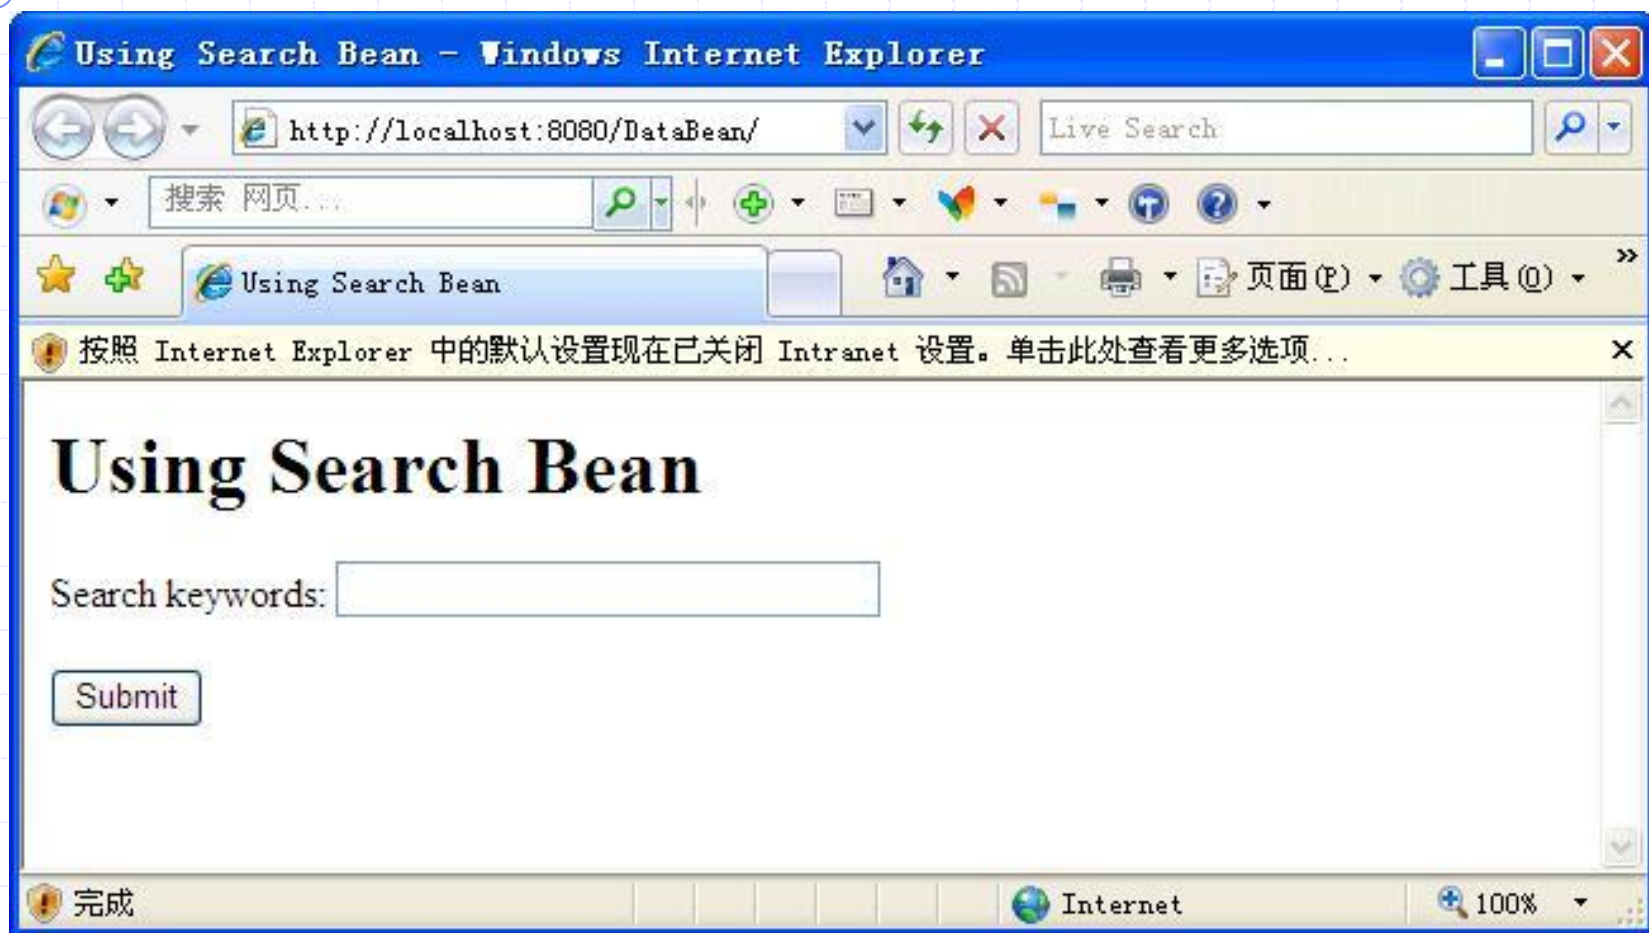 Using Search Bean - Windows Internet Explorer
http://localhost:8080/DataBean/
Live Search
搜索 网页...
Using Search Bean
页面(P)
工具(O)
»
按照 Internet Explorer 中的默认设置现在已关闭 Intranet 设置。单击此处查看更多选项...
Using Search Bean
Search keywords:
Submit
完成
Internet
100%